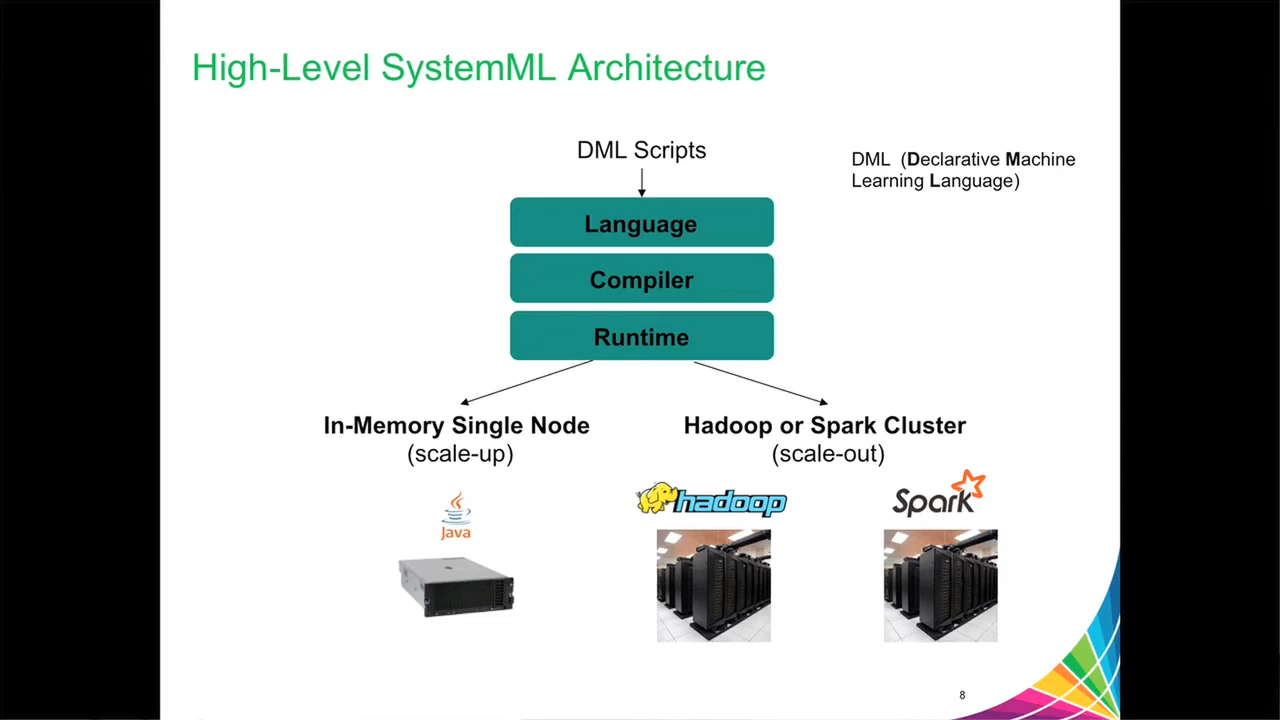 High-Level SystemML Architecture
DML Scripts
DML (Declarative Machine
Learning Language)
Language
Compiler
Runtime
In-Memory Single Node
(scale-up)
Hadoop or Spark Cluster
(scale-out)
Java
hadoop
Spark
8